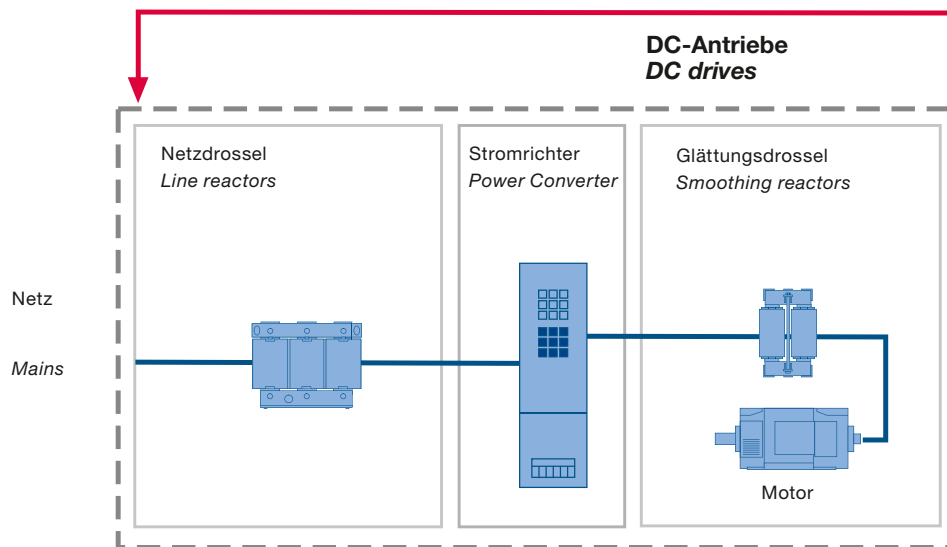 DC-Antriebe
DC drives
Netzdrossel
Line reactors
Stromrichter
Power Converter
Glättungsdrossel
Smoothing reactors
Netz
Mains
Motor